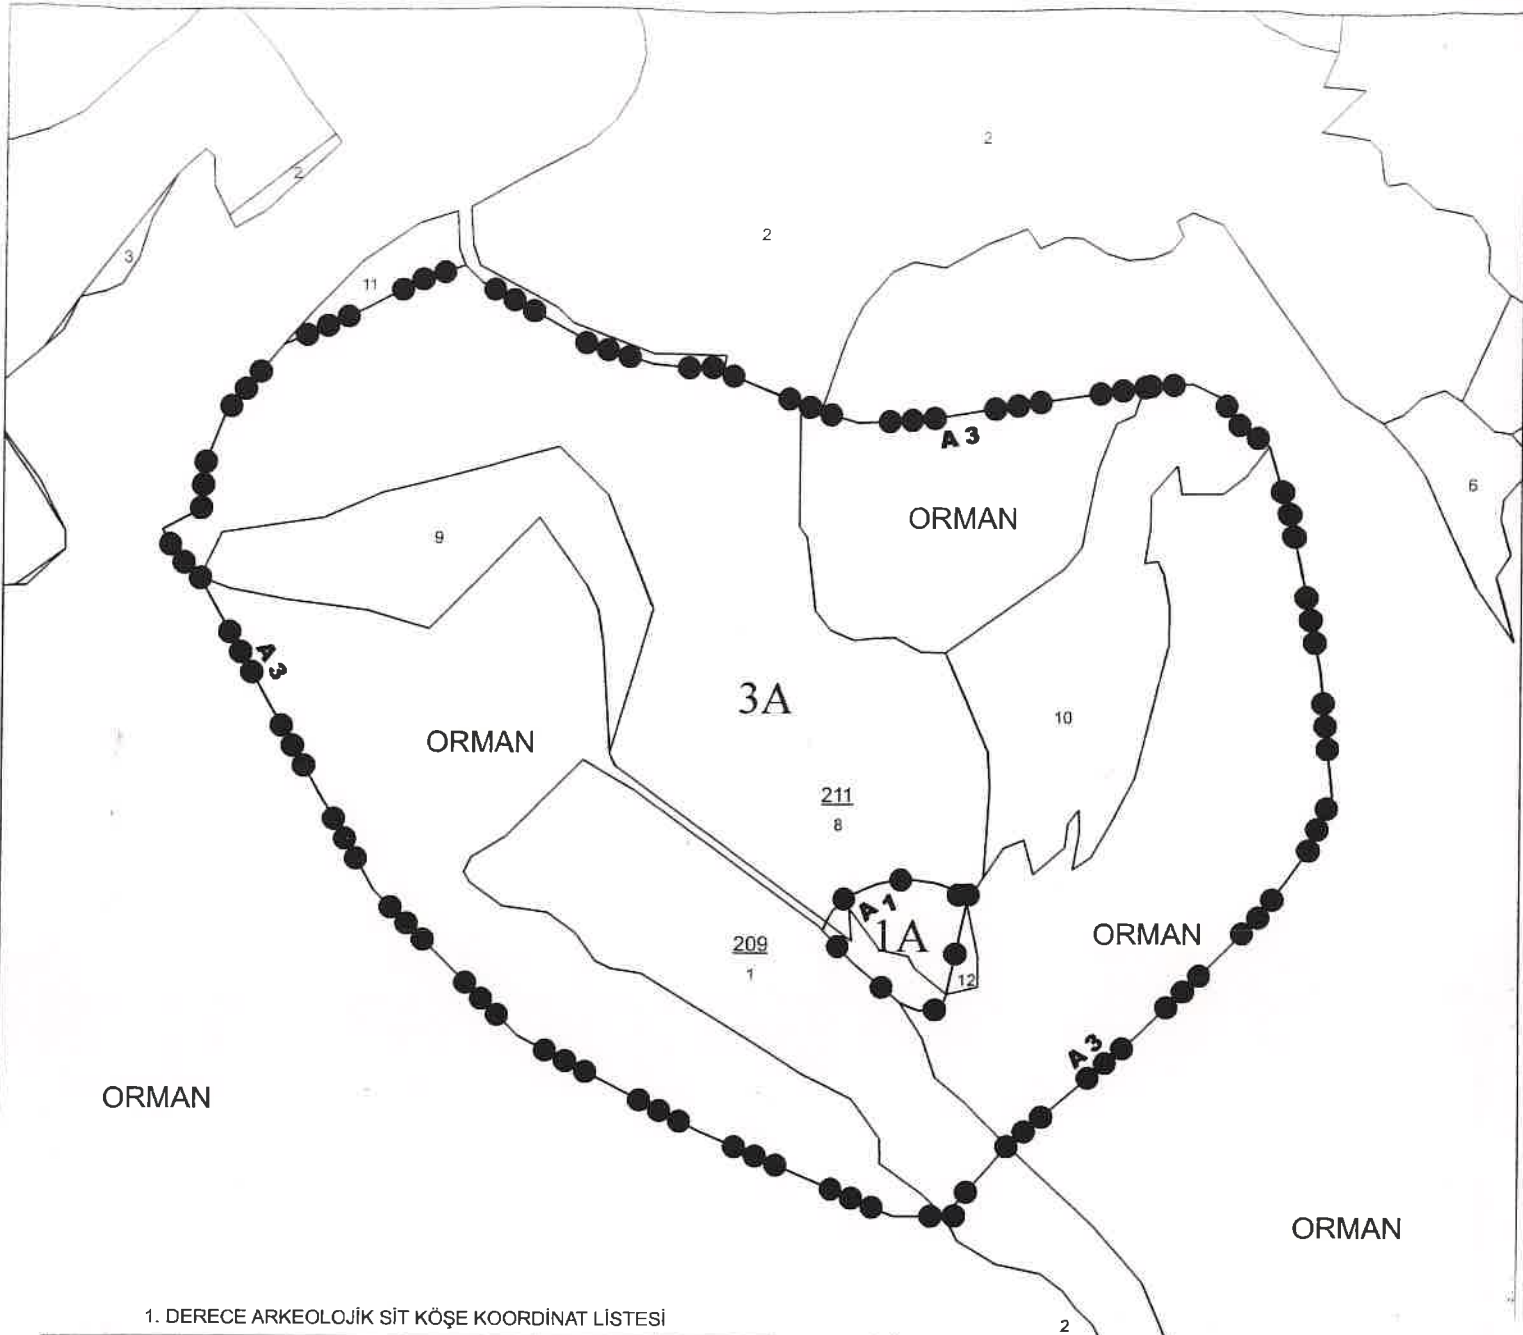 2
2
3
2
11
A 3
6
ORMAN
9
A 3
3A
10
ORMAN
211
8
A 1
1A
ORMAN
209
1
12
A 3
ORMAN
ORMAN
1. DERECE ARKEOLOJİK SİT KÖŞE KOORDİNAT LİSTESİ
2